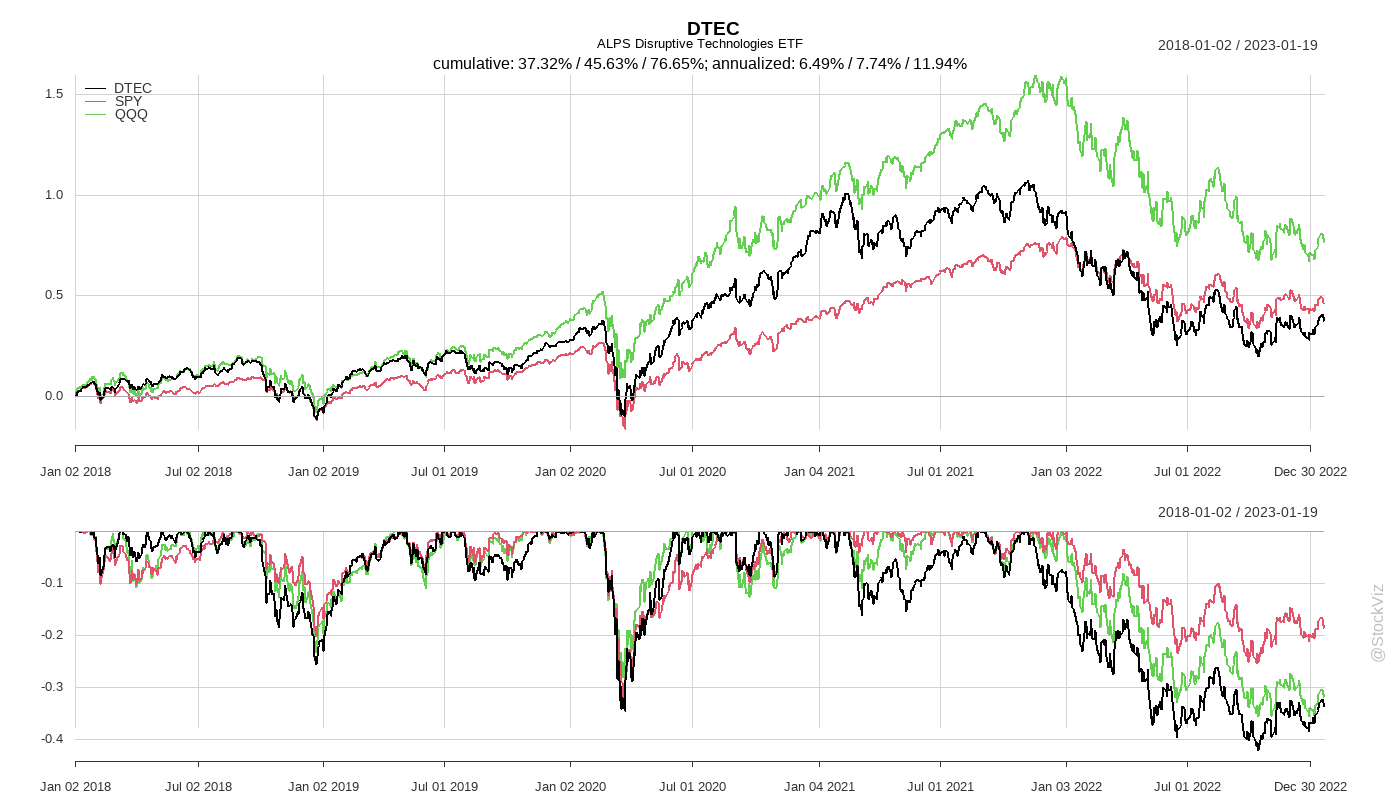 DTEC
ALPS Disruptive Technologies ETF
2018-01-02 / 2023-01-19
cumulative: 37.32% / 45.63% / 76.65%; annualized: 6.49% / 7.74% / 11.94%
DTEC
SPY
QQQ
1.5
1.0
0.5
0.0
Jan 02 2018 Jul 02 2018 Jan 02 2019 Jul 01 2019 Jan 02 2020 Jul 01 2020 Jan 04 2021 Jul 01 2021 Jan 03 2022 Jul 01 2022 Dec 30 2022
2018-01-02 / 2023-01-19
-0.1
-0.2
-0.3
-0.4
Jan 02 2018 Jul 02 2018 Jan 02 2019 Jul 01 2019 Jan 02 2020 Jul 01 2020 Jan 04 2021 Jul 01 2021 Jan 03 2022 Jul 01 2022 Dec 30 2022
@StockViz